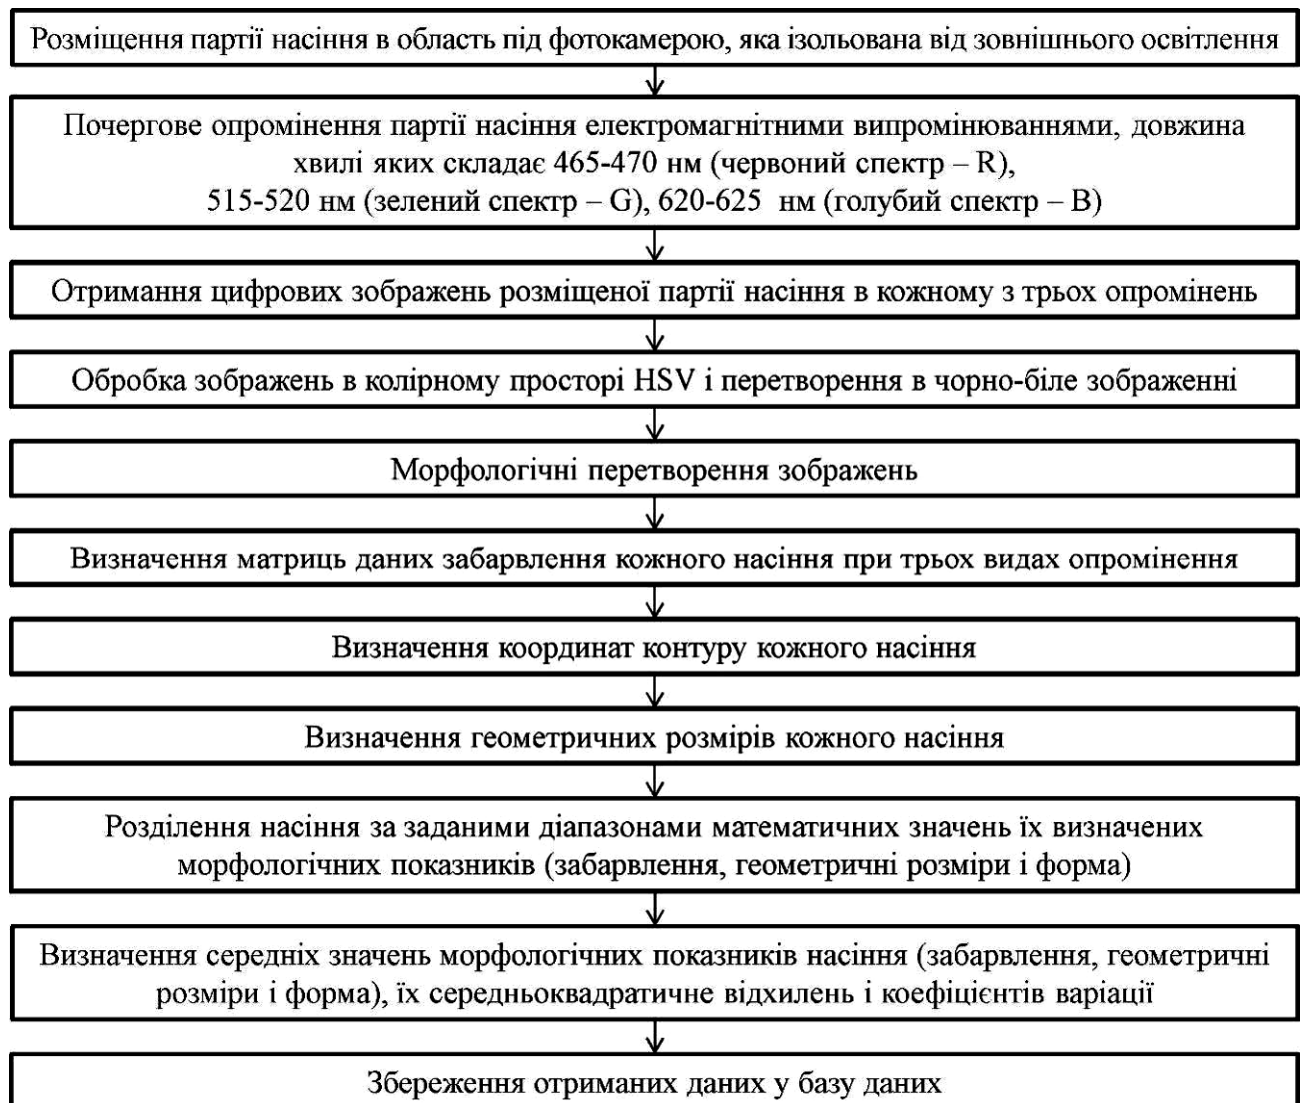 Розміщення партії насіння в область під фотокамерою, яка ізольована від зовнішнього освітлення
Почергове опромінення партії насіння електромагнітними випромінюваннями, довжина
хвилі яких складає 465-470 нм (червоний спектр – R),
515-520 нм (зелений спектр – G), 620-625 нм (голубий спектр – B)
Отримання цифрових зображень розміщеної партії насіння в кожному з трьох опромінень
Обробка зображень в колірному просторі HSV і перетворення в чорно-біле зображенні
Морфологічні перетворення зображень
Визначення матриць даних забарвлення кожного насіння при трьох видах опромінення
Визначення координат контуру кожного насіння
Визначення геометричних розмірів кожного насіння
Розділення насіння за заданими діапазонами математичних значень їх визначених
морфологічних показників (забарвлення, геометричні розміри і форма)
Визначення середніх значень морфологічних показників насіння (забарвлення, геометричні
розміри і форма), їх середньоквадратичне відхилень і коефіцієнтів варіації
Збереження отриманих даних у базу даних